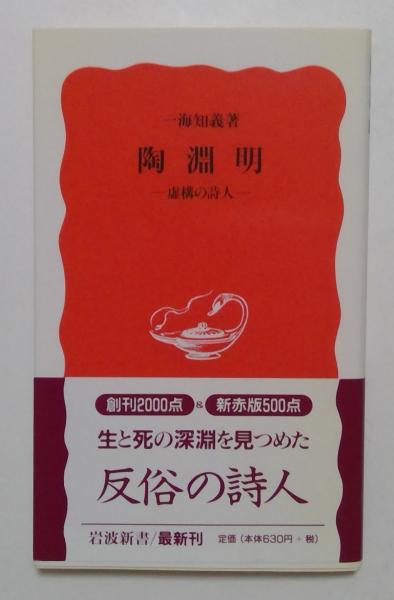 一海知義著
陶淵明
—虚構の詩人—
創刊2000点 & 新赤版500点
生と死の深淵を見つめた
反俗の詩人
岩波新書/最新刊 定価(本体630円+税)